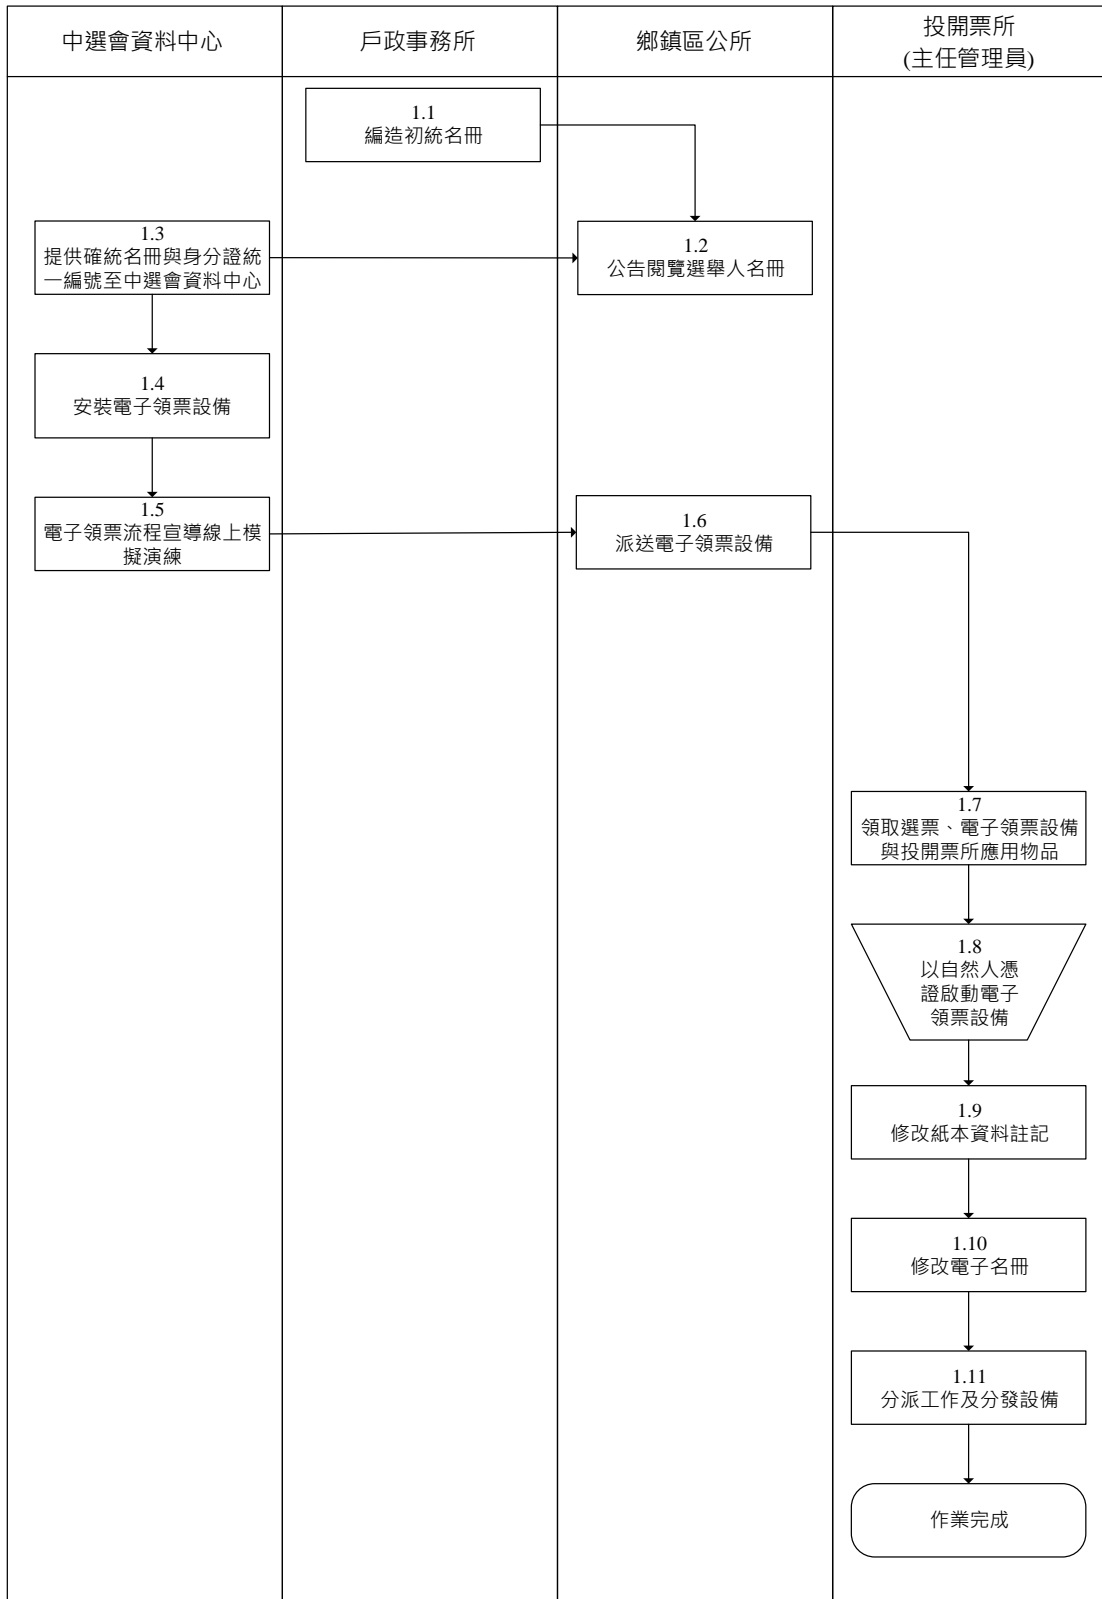 中選會資料中心
戶政事務所
鄉鎮區公所
投開票所
(主任管理員)
1.1
編造初統名冊
1.3
提供確統名冊與身分證統
一編號至中選會資料中心
1.2
公告閱覽選舉人名冊
1.4
安裝電子領票設備
1.5
電子領票流程宣導線上模
擬演練
1.6
派送電子領票設備
1.7
領取選票、電子領票設備
與投開票所應用物品
1.8
以自然人憑
證啟動電子
領票設備
1.9
修改紙本資料註記
1.10
修改電子名冊
1.11
分派工作及分發設備
作業完成